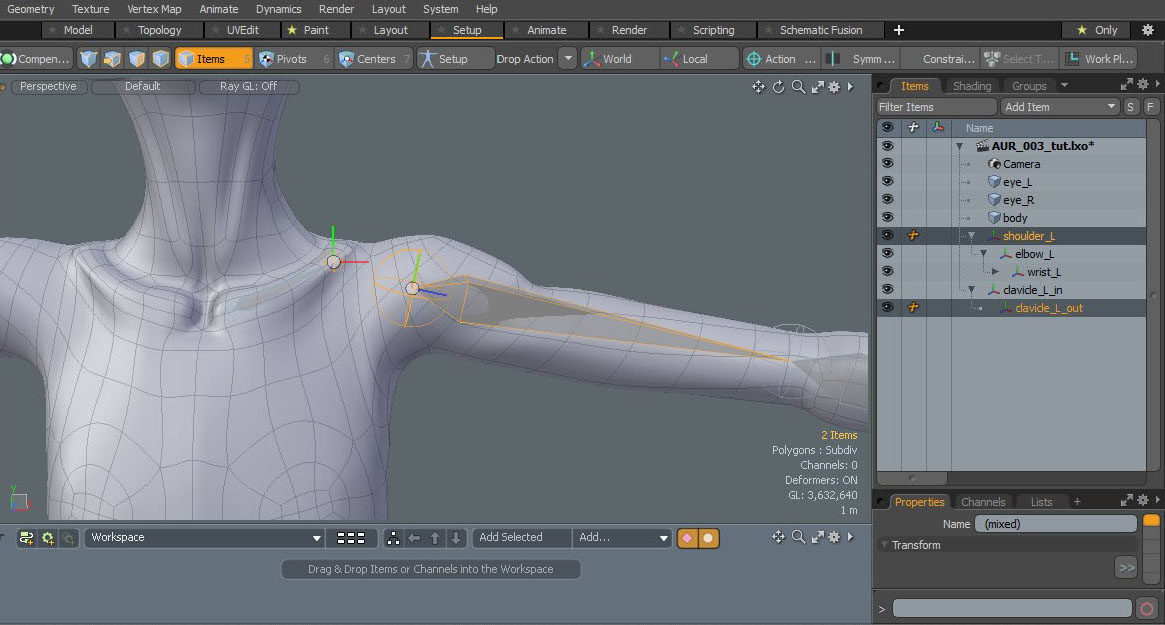 Geometry Texture Vertex Map Animate Dynamics Render Layout System Help
Model Topology UVEdit Paint Layout Setup Animate Render Scripting Schematic Fusion + Only
Compen... Items 5 Pivots 6 Centers 7 Setup Drop Action World Local Action ... Symm ... Constrai... Select T ... Work Pl...
Perspective Default Ray GL: Off
Items Shading Groups
Filter Items Add Item S F
Name
AUR_003_tut.lxo*
Camera
eye_L
eye_R
body
shoulder_L
elbow_L
wrist_L
clavicle_L_in
clavicle_L_out
2 Items
Polygons : Subdiv
Channels: 0
Deformers: ON
GL: 3,632,640
1 m
Y
Properties Channels Lists +
Name (mixed)
Transform
>>
>
Workspace Add Selected Add...
Drag & Drop Items or Channels into the Workspace